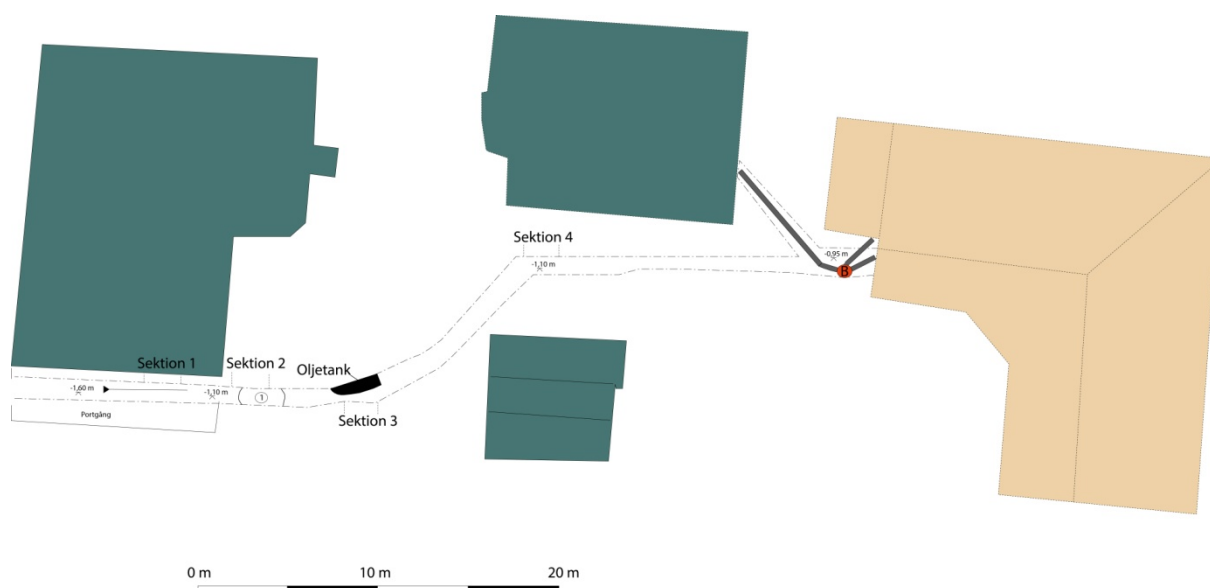 Sektion 4
-0,95 m
-1,10 m
B
Sektion 1
Sektion 2
Oljetank
-1,60 m
-1,10 m
1
Portgång
Sektion 3
0 m
10 m
20 m